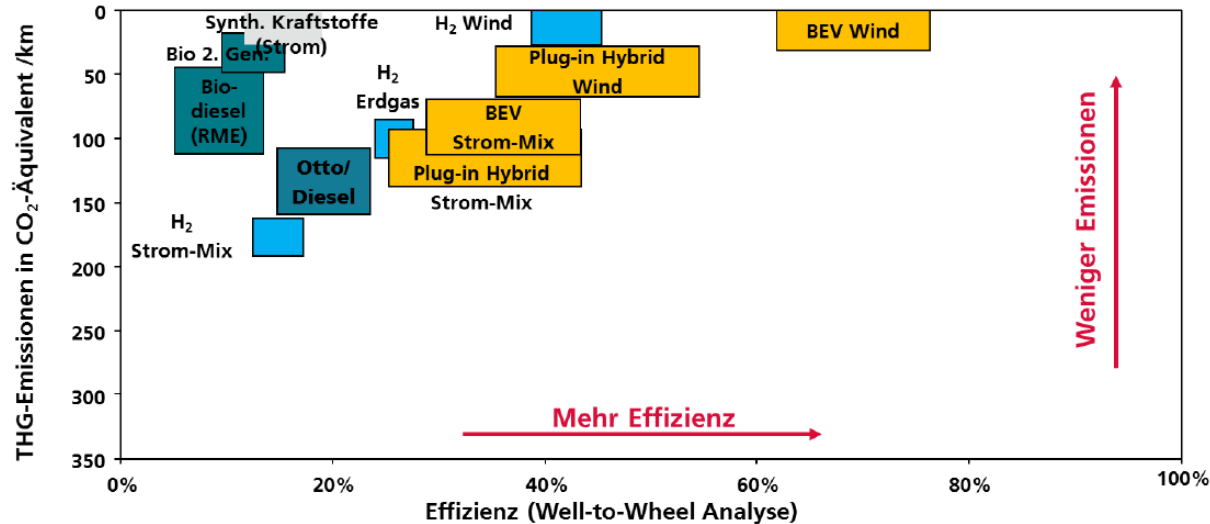 THG-Emissionen in CO₂-Äquivalent /km
0
50
100
150
200
250
300
350
Synth. Kraftstoffe
(Strom)
Bio 2. Gen.
Bio-
diesel
(RME)
Otto/
Diesel
H₂
Strom-Mix
H₂
Erdgas
H₂ Wind
Plug-in Hybrid
Wind
BEV
Strom-Mix
Plug-in Hybrid
Strom-Mix
BEV Wind
Weniger Emissionen
Mehr Effizienz
0%
20%
40%
60%
80%
100%
Effizienz (Well-to-Wheel Analyse)